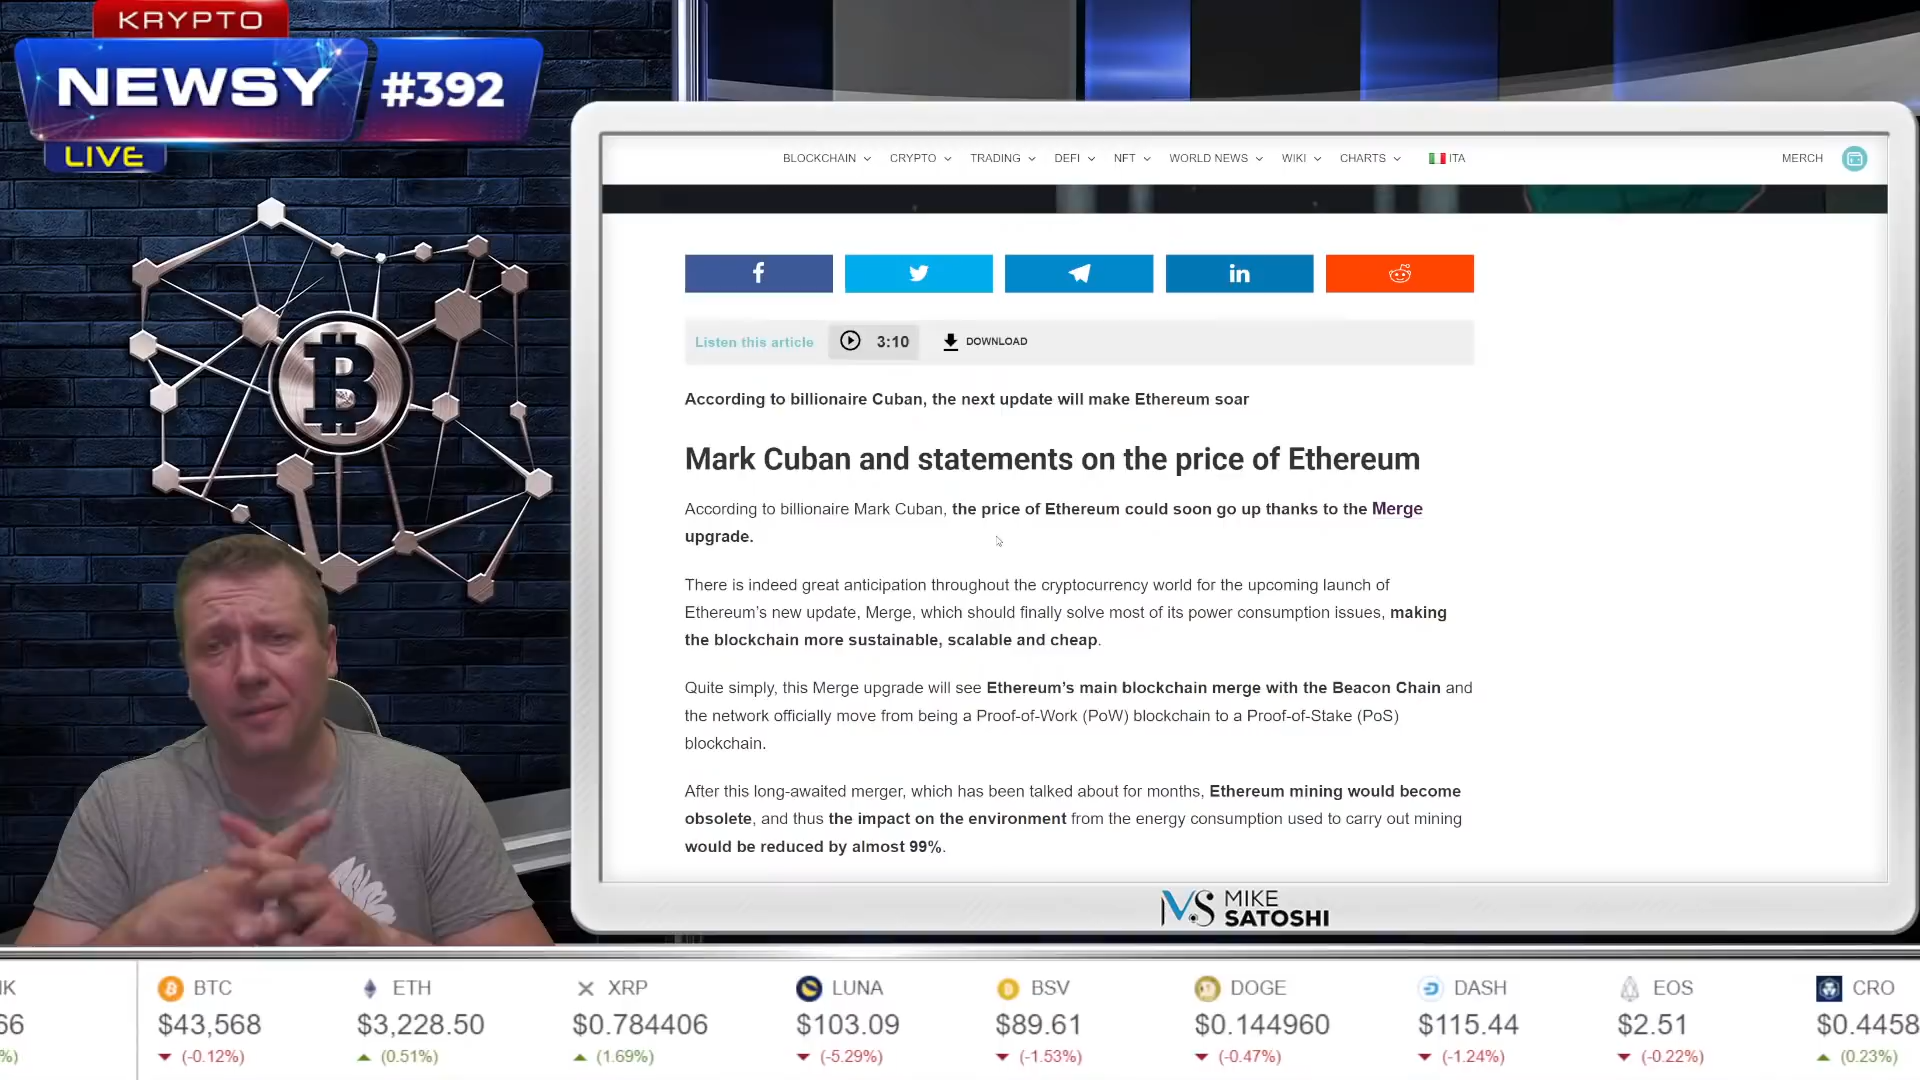 KRYPTO
NEWSY #392
LIVE
BLOCKCHAIN CRYPTO TRADING DEFI NFT WORLD NEWS WIKI CHARTS ITA MERCH
Listen this article 3:10 DOWNLOAD
According to billionaire Cuban, the next update will make Ethereum soar
Mark Cuban and statements on the price of Ethereum
According to billionaire Mark Cuban, the price of Ethereum could soon go up thanks to the Merge
upgrade.
There is indeed great anticipation throughout the cryptocurrency world for the upcoming launch of
Ethereum's new update, Merge, which should finally solve most of its power consumption issues, making
the blockchain more sustainable, scalable and cheap.
Quite simply, this Merge upgrade will see Ethereum's main blockchain merge with the Beacon Chain and
the network officially move from being a Proof-of-Work (PoW) blockchain to a Proof-of-Stake (PoS)
blockchain.
After this long-awaited merger, which has been talked about for months, Ethereum mining would become
obsolete, and thus the impact on the environment from the energy consumption used to carry out mining
would be reduced by almost 99%.
MS MIKE
SATOSHI
BTC ETH XRP LUNA BSV DOGE DASH EOS CRO
66 $43,568 $3,228.50 $0.784406 $103.09 $89.61 $0.144960 $115.44 $2.51 $0.4458
%) (-0.12%) (0.51%) (1.69%) (-5.29%) (-1.53%) (-0.47%) (-1.24%) (-0.22%) (0.23%)